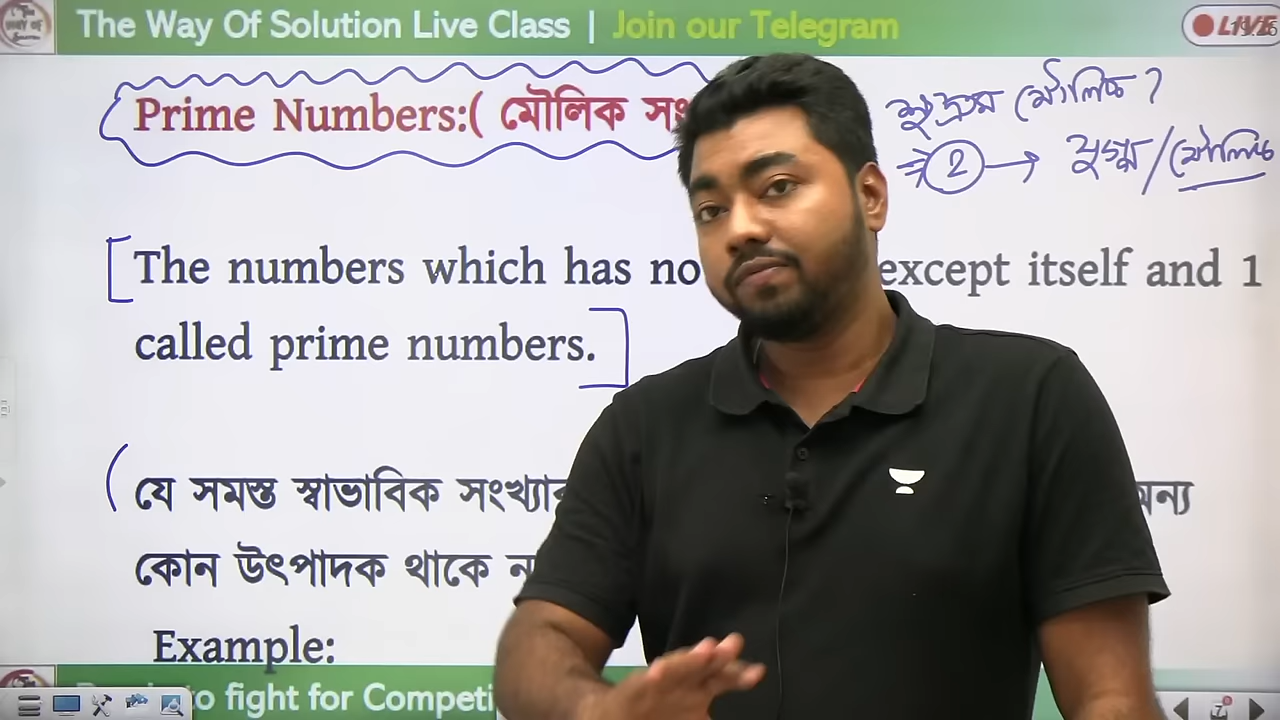 The Way Of Solution Live Class | Join our Telegram
LIVE
Prime Numbers:( মৌলিক
ক্ষুদ্রতম মৌলিক ?
2 → যুগ্ম / মৌলিক
The numbers which has no except itself and 1
called prime numbers.
যে সমস্ত স্বাভাবিক অন্য
কোন উৎপাদক থাকে
Example:
to fight for